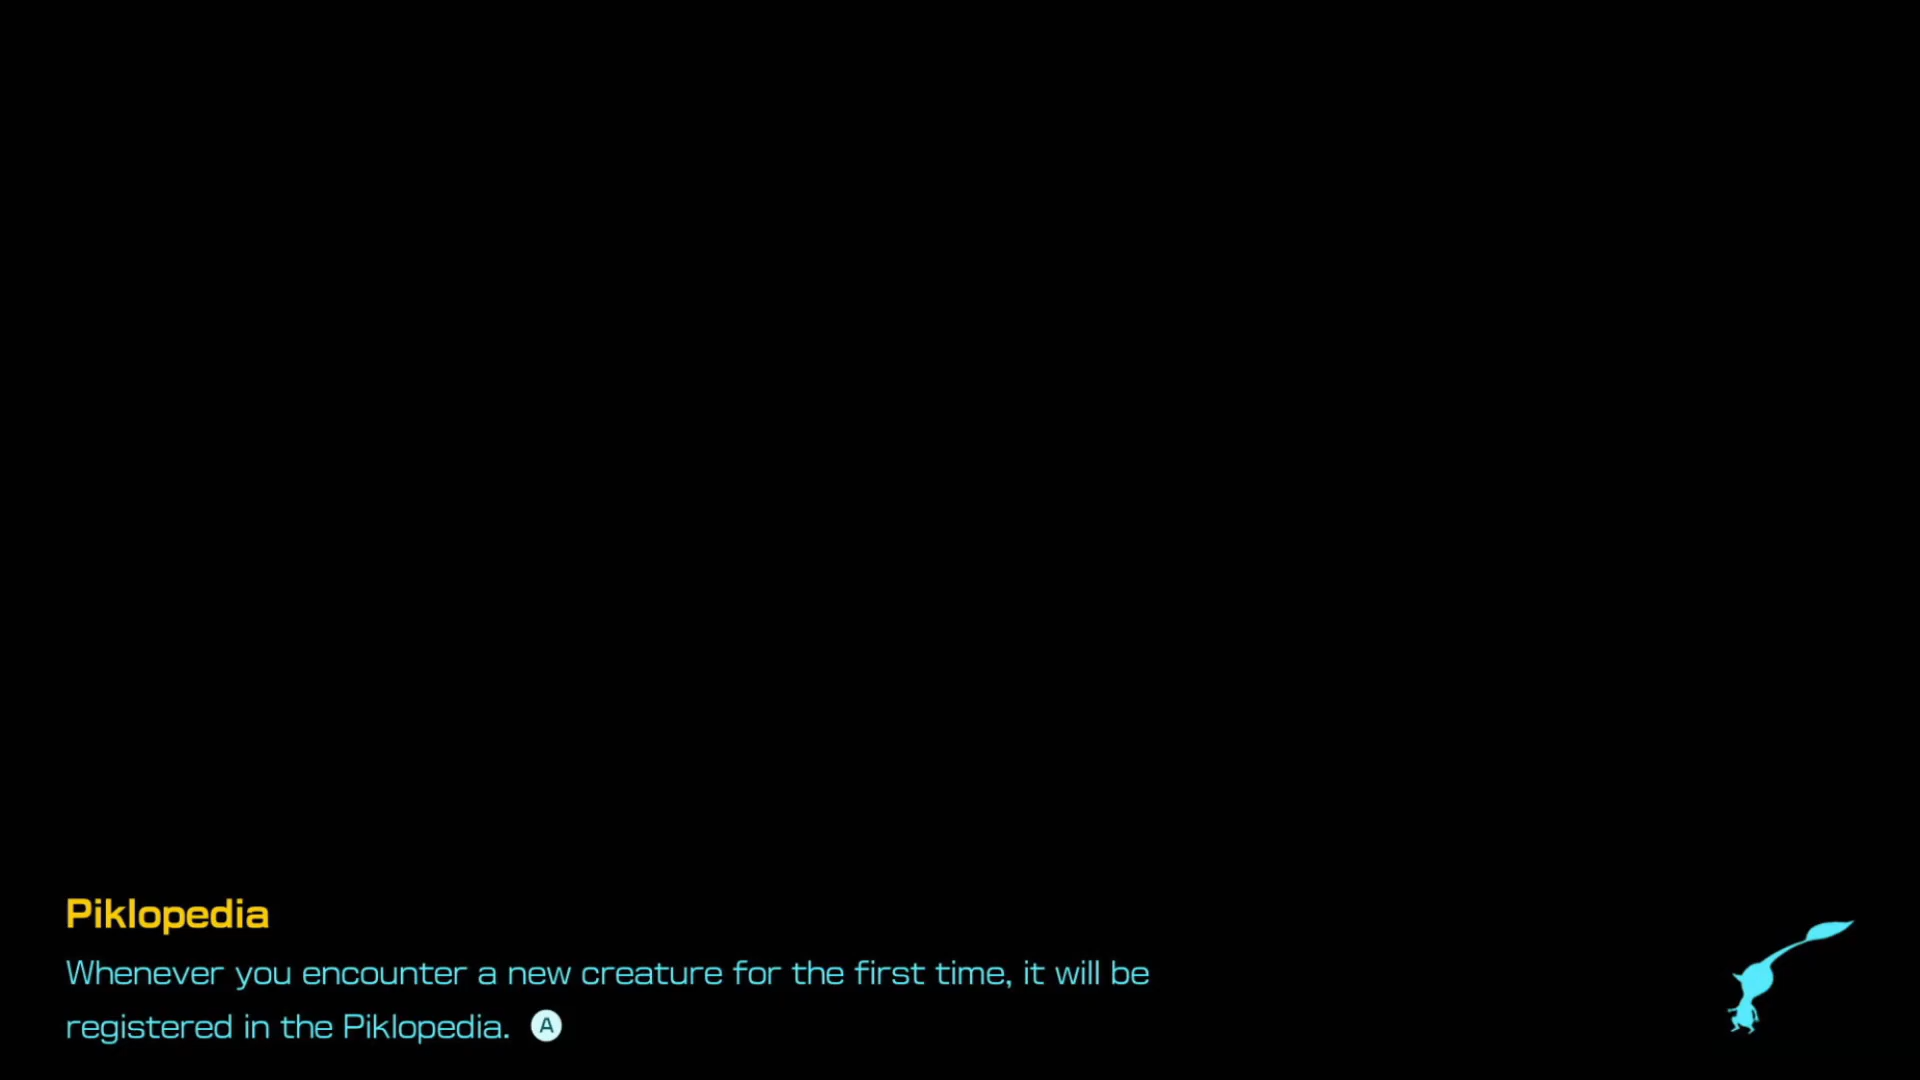 Piklopedia
Whenever you encounter a new creature for the first time, it will be
registered in the Piklopedia. A